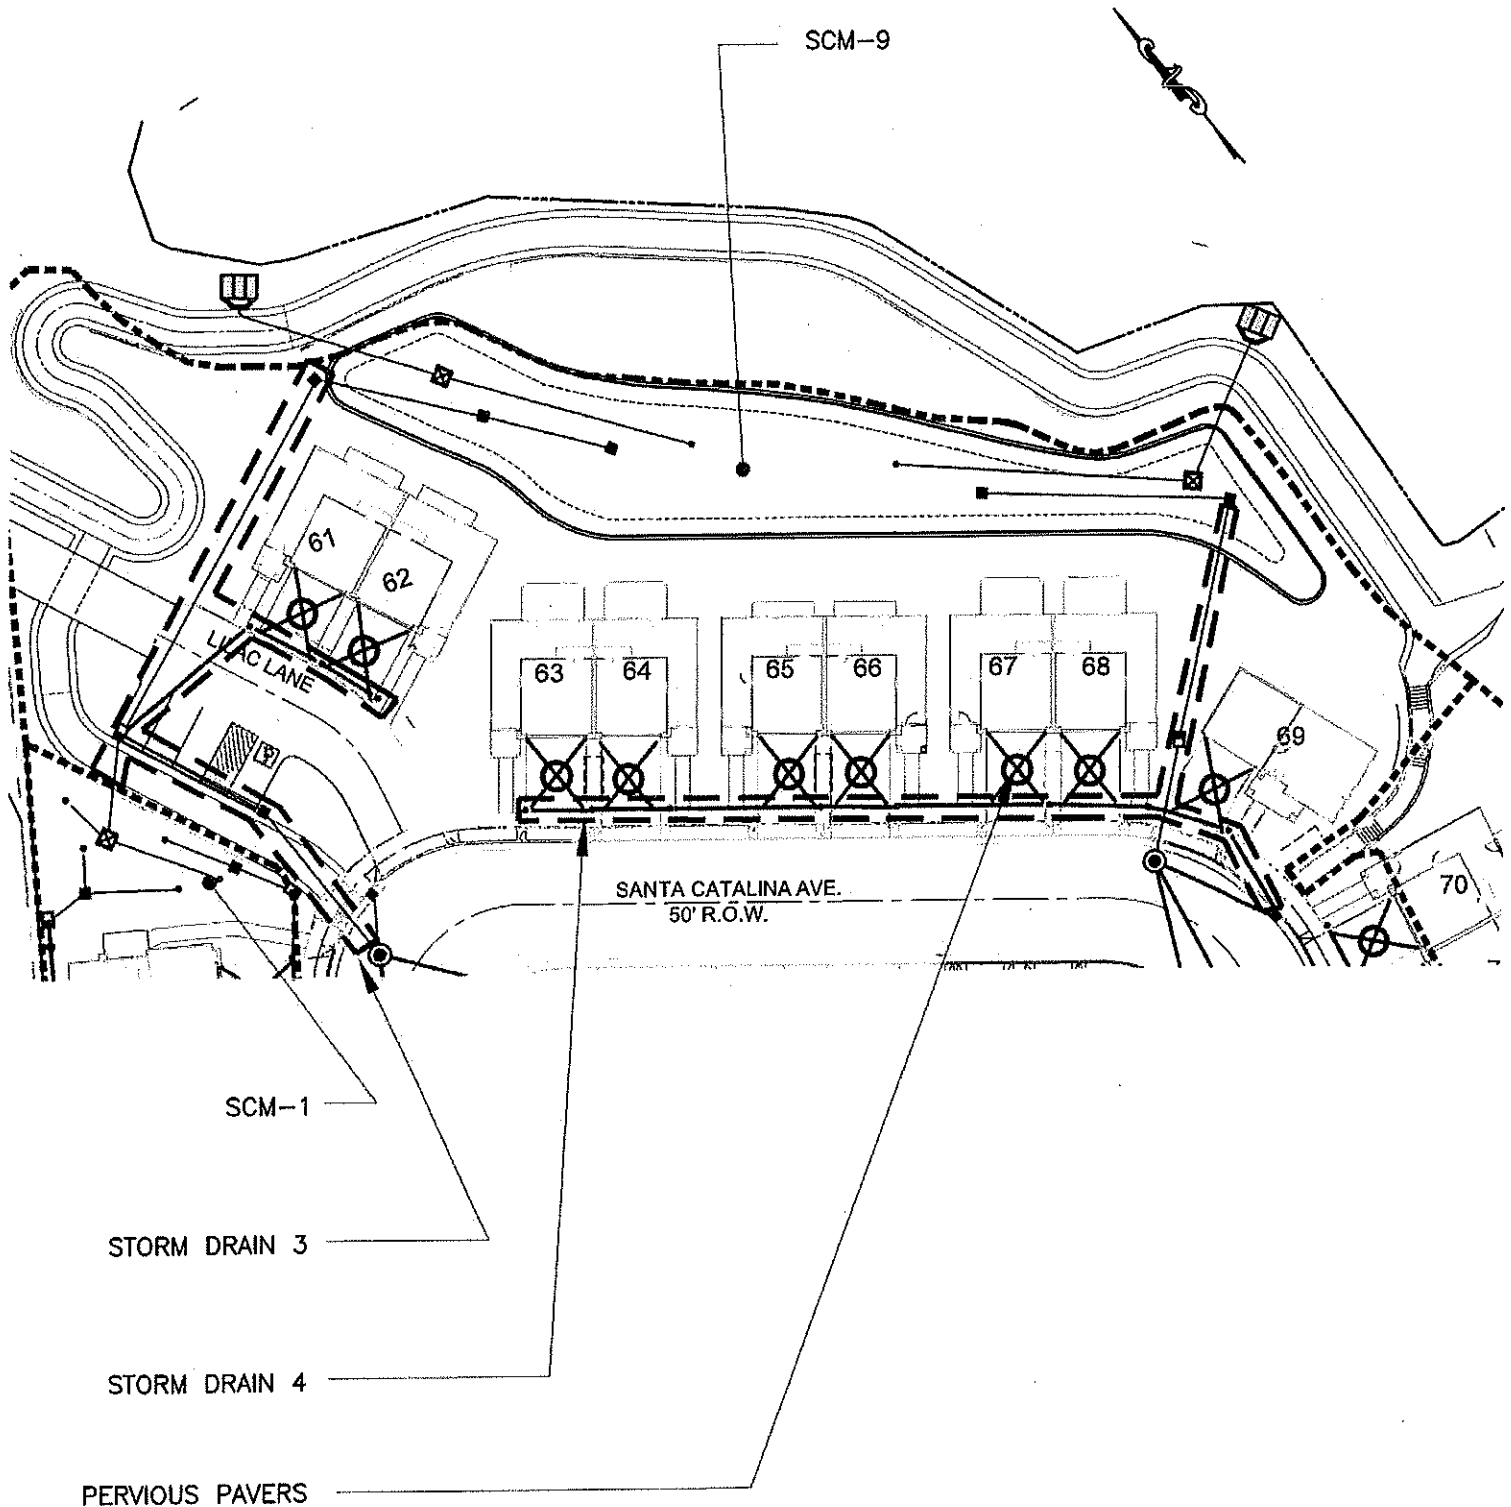 SCM-9
61
62
LILAC LANE
63
64
65
66
67
68
69
70
SANTA CATALINA AVE.
50' R.O.W.
SCM-1
STORM DRAIN 3
STORM DRAIN 4
PERVIOUS PAVERS